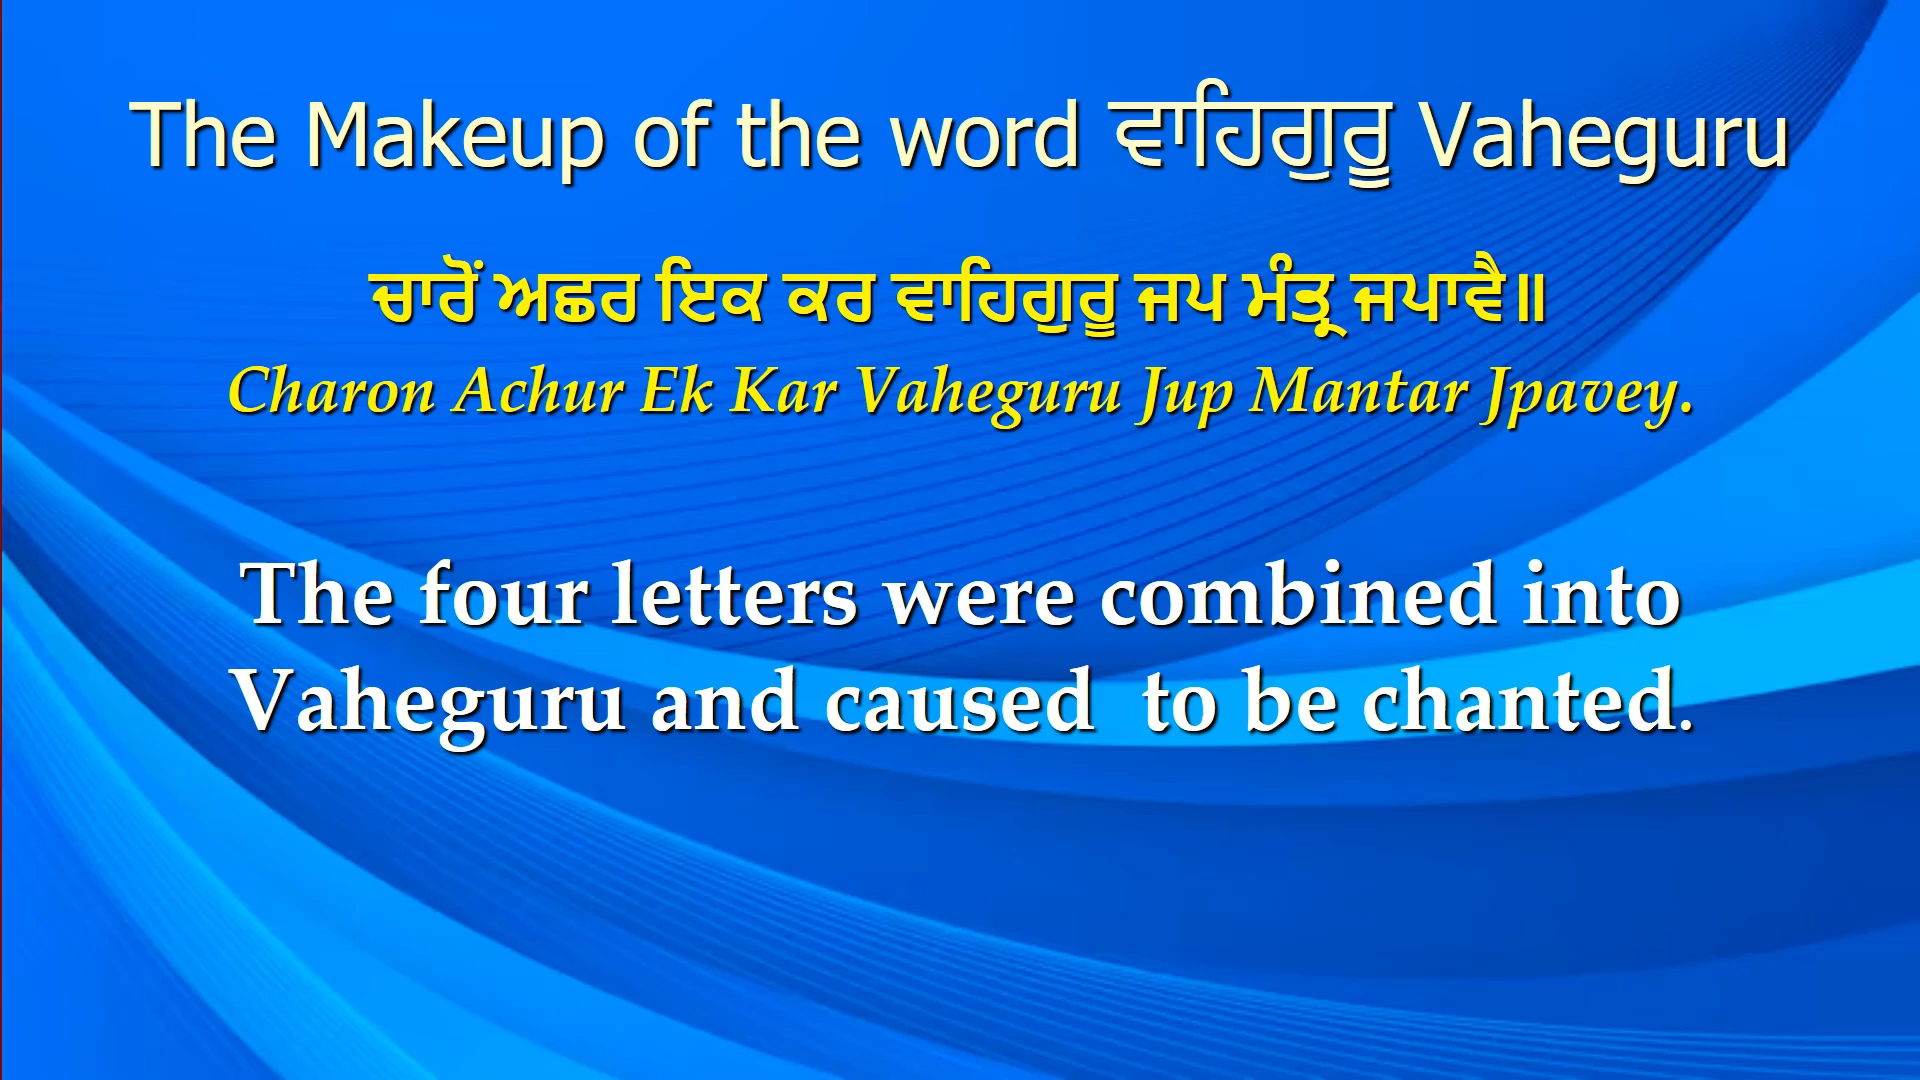 The Makeup of the word ਵਾਹਿਗੁਰੂ Vaheguru
ਚਾਰੋਂ ਅਛਰ ਇਕ ਕਰ ਵਾਹਿਗੁਰੂ ਜਪ ਮੰਤ੍ਰ ਜਪਾਵੈ॥
Charon Achur Ek Kar Vaheguru Jup Mantar Jpavey.
The four letters were combined into
Vaheguru and caused  to be chanted.